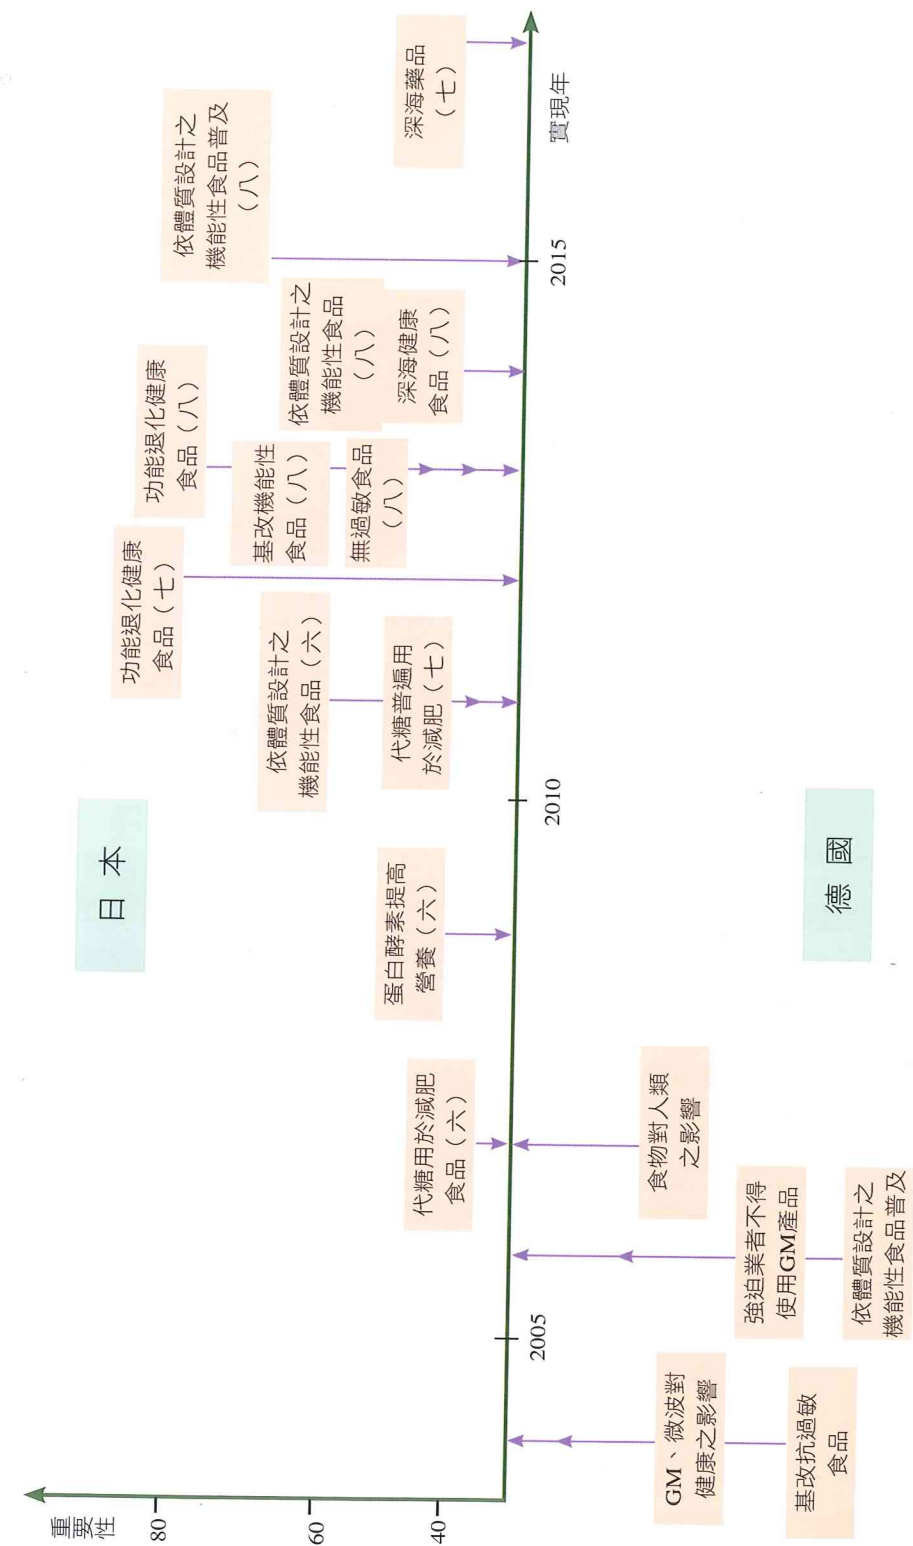 重要性
80
60
40
日 本
代糖用於減肥
食品（六）
蛋白酵素提高
營養（六）
依體質設計之
機能性食品（六）
代糖普遍用
於減肥（七）
功能退化健康
食品（七）
功能退化健康
食品（八）
基改機能性
食品（八）
無過敏食品
（八）
依體質設計之
機能性食品
（八）
深海健康
食品（八）
依體質設計之
機能性食品普及
（八）
深海藥品
（七）
2005
2010
2015
實現年
德 國
GM、微波對
健康之影響
基改抗過敏
食品
強迫業者不得
使用GM產品
依體質設計之
機能性食品普及
食物對人類
之影響